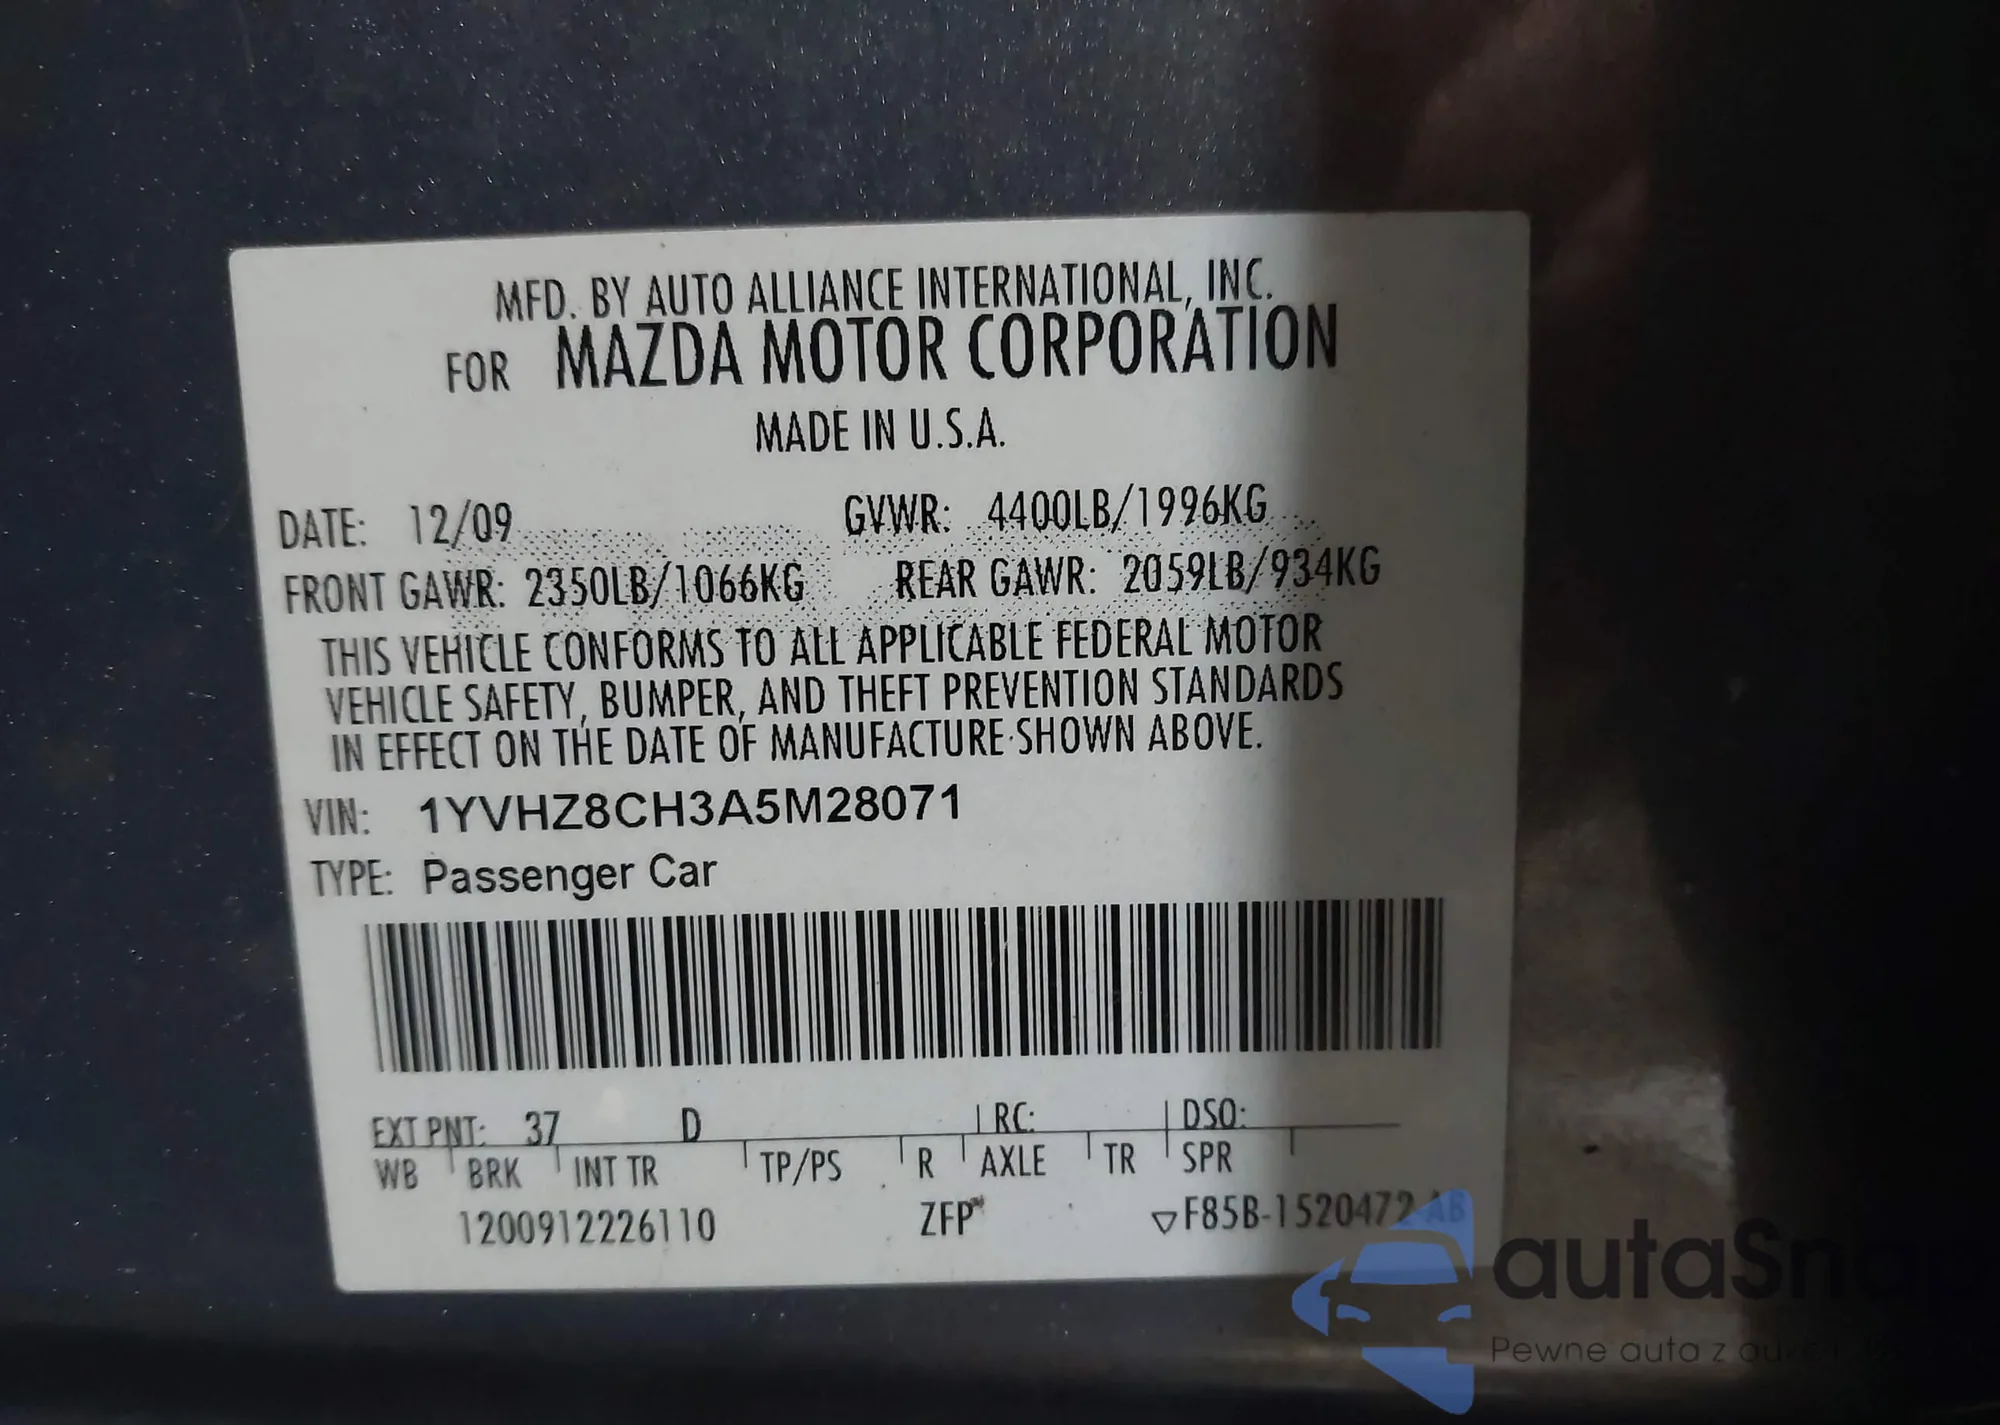 MFD. BY AUTO ALLIANCE INTERNATIONAL, INC.
FOR MAZDA MOTOR CORPORATION
MADE IN U.S.A.
DATE: 12/09 GVWR: 4400LB/1996KG
FRONT GAWR: 2350LB/1066KG REAR GAWR: 2059LB/934KG
THIS VEHICLE CONFORMS TO ALL APPLICABLE FEDERAL MOTOR
VEHICLE SAFETY, BUMPER, AND THEFT PREVENTION STANDARDS
IN EFFECT ON THE DATE OF MANUFACTURE SHOWN ABOVE.
VIN: 1YVHZ8CH3A5M28071
TYPE: Passenger Car
EXT PNT: 37 D RC: DSO:
WB BRK INT TR TP/PS R AXLE TR SPR
1200912226110 ZFP F85B-1520472-AB
autaSnap
Pewne auta z